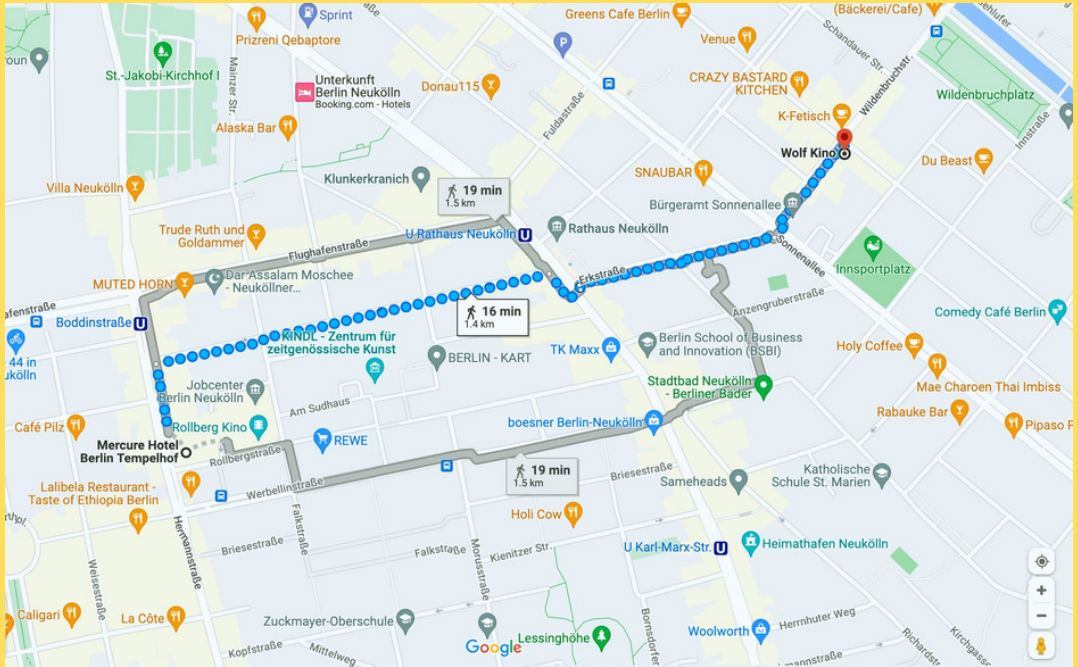 Sprint
Greens Cafe Berlin
(Bäckerei/Cafe)
Prizreni Qebaptore
Venue
Schandauer Str.
St.-Jakobi-Kirchhof I
Mainzer Str.
Unterkunft
Berlin Neukölln
Booking.com - Hotels
Donau115
CRAZY BASTARD
KITCHEN
Wildenbruchstr.
Wildenbruchplatz
Fuldastraße
K-Fetisch
Alaska Bar
Innstraße
Wolf Kino
Du Beast
Klunkerkranich
SNAUBAR
Villa Neukölln
19 min
1.5 km
Bürgeramt Sonnenallee
Trude Ruth und
Goldammer
U Rathaus Neukölln
Rathaus Neukölln
Flughafenstraße
Sonnenallee
Erkstraße
Innsportplatz
MUTED HORN
Dar Assalam Moschee
- Neuköllner...
Anzengruberstraße
afenstraße
16 min
1.4 km
Comedy Café Berlin
Boddinstraße
KINDL - Zentrum für
zeitgenössische Kunst
Berlin School of Business
and Innovation (BSBI)
Holy Coffee
44 in
ukölln
BERLIN - KART
TK Maxx
Jobcenter
Berlin Neukölln
Stadtbad Neukölln
- Berliner Bäder
Mae Charoen Thai Imbiss
Am Sudhaus
Rabauke Bar
Café Pilz
Rollberg Kino
boesner Berlin-Neukölln
Pipaso F
Mercure Hotel
Berlin Tempelhof
REWE
Rollbergstraße
19 min
1.5 km
Briesestraße
Katholische
Schule St. Marien
Lalibela Restaurant -
Taste of Ethiopia Berlin
Werbellinstraße
Sameheads
Holi Cow
Falkstraße
Hermannstraße
Briesestraße
Falkstraße
Kienitzer Str.
U Karl-Marx-Str.
Heimathafen Neukölln
Weisestraße
Morusstraße
Caligari
La Côte
Zuckmayer-Oberschule
Bornsdorfer
Herrnhuter Weg
Woolworth
Google
Lessinghöhe
Kopfstraße
Mittelweg
Richardstr.
Kirchgasse